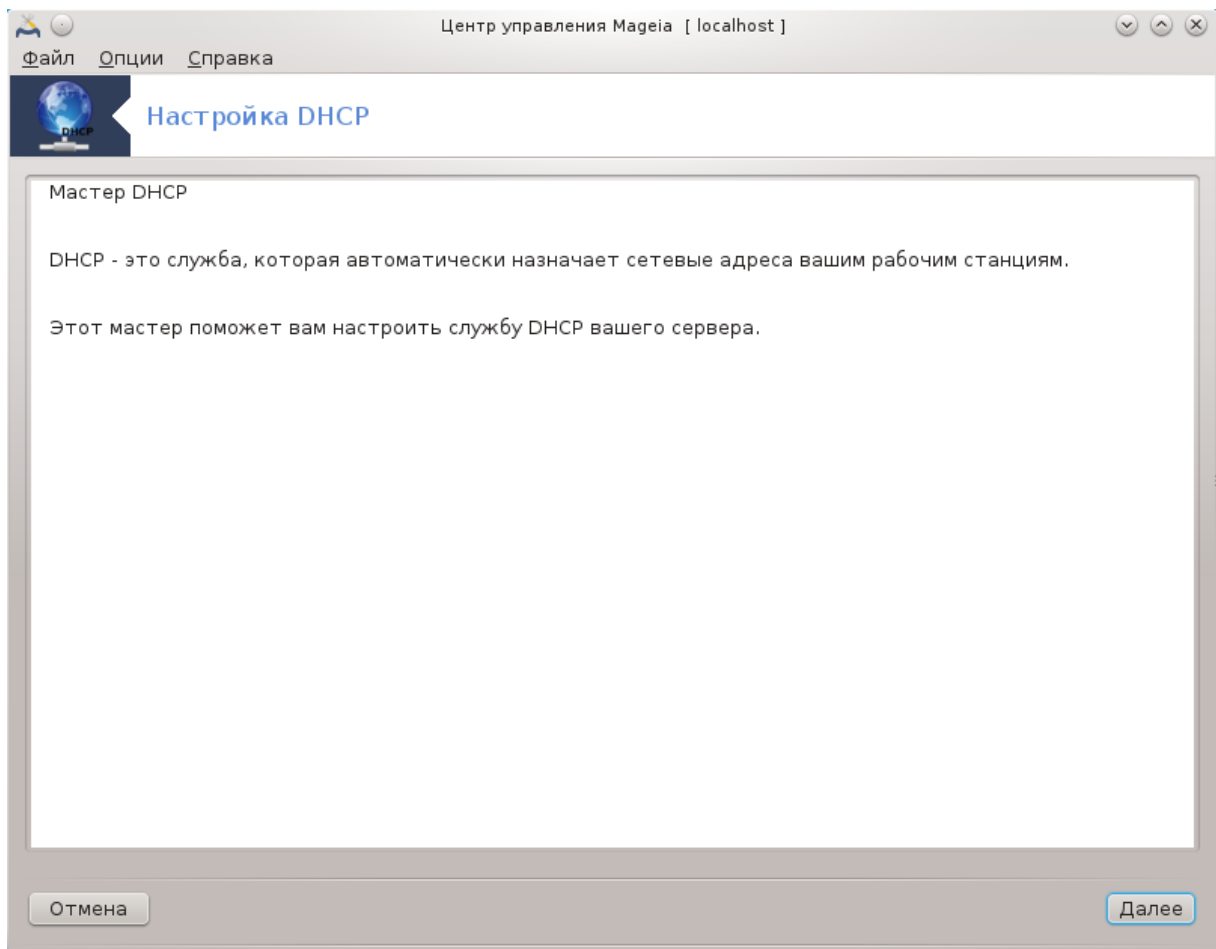 Центр управления Mageia [ localhost ]
Файл Опции Справка
DHCP
Настройка DHCP
Мастер DHCP
DHCP - это служба, которая автоматически назначает сетевые адреса вашим рабочим станциям.
Этот мастер поможет вам настроить службу DHCP вашего сервера.
Отмена
Далее